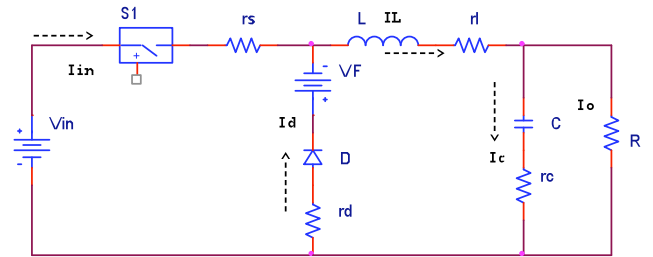 S1
rs
L
IL
rl
Iin
+
-
VF
+
Io
+
Vin
-
Id
C
R
Ic
D
rc
rd